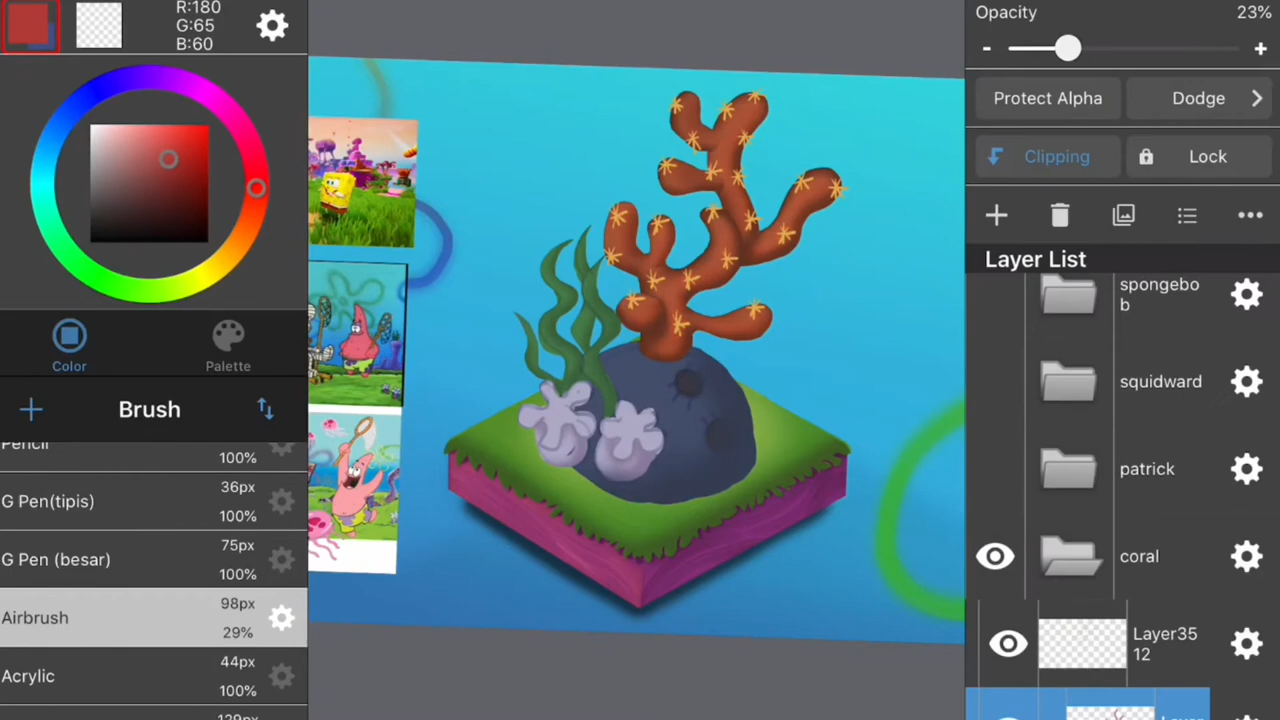 R:180
G:65
B:60
Color
Palette
Brush
Pencil
100%
G Pen(tipis)
36px
100%
G Pen (besar)
75px
100%
Airbrush
98px
29%
Acrylic
44px
100%
Opacity
23%
Protect Alpha
Dodge
Clipping
Lock
Layer List
spongebo
b
squidward
patrick
coral
Layer35
12